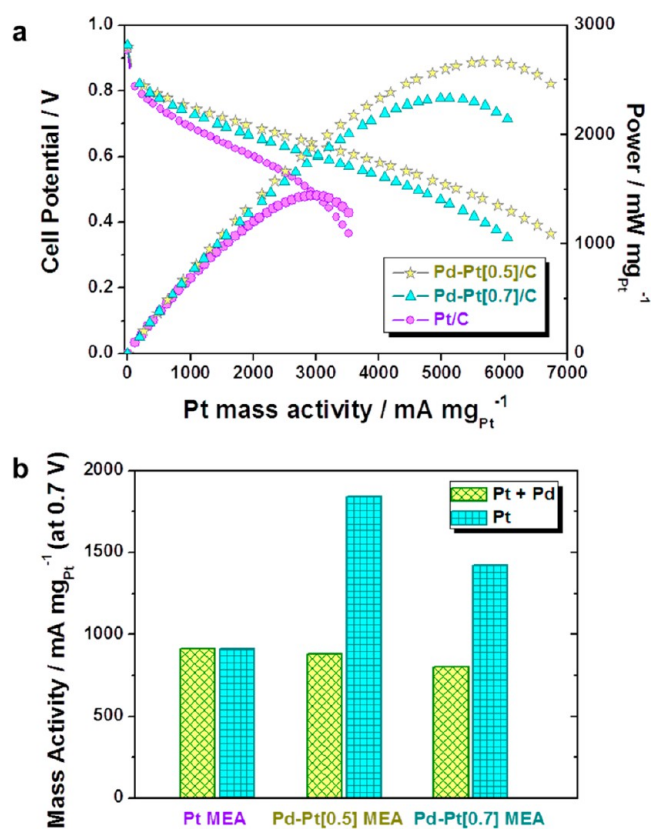 a
1.0
0.8
0.6
0.4
0.2
0.0
Cell Potential / V
3000
2000
1000
0
Power / mW mgPt-1
Pd-Pt[0.5]/C
Pd-Pt[0.7]/C
Pt/C
0 1000 2000 3000 4000 5000 6000 7000
Pt mass activity / mA mgPt-1
b
2000
1500
1000
500
0
Mass Activity / mA mgPt-1 (at 0.7 V)
Pt + Pd
Pt
Pt MEA Pd-Pt[0.5] MEA Pd-Pt[0.7] MEA